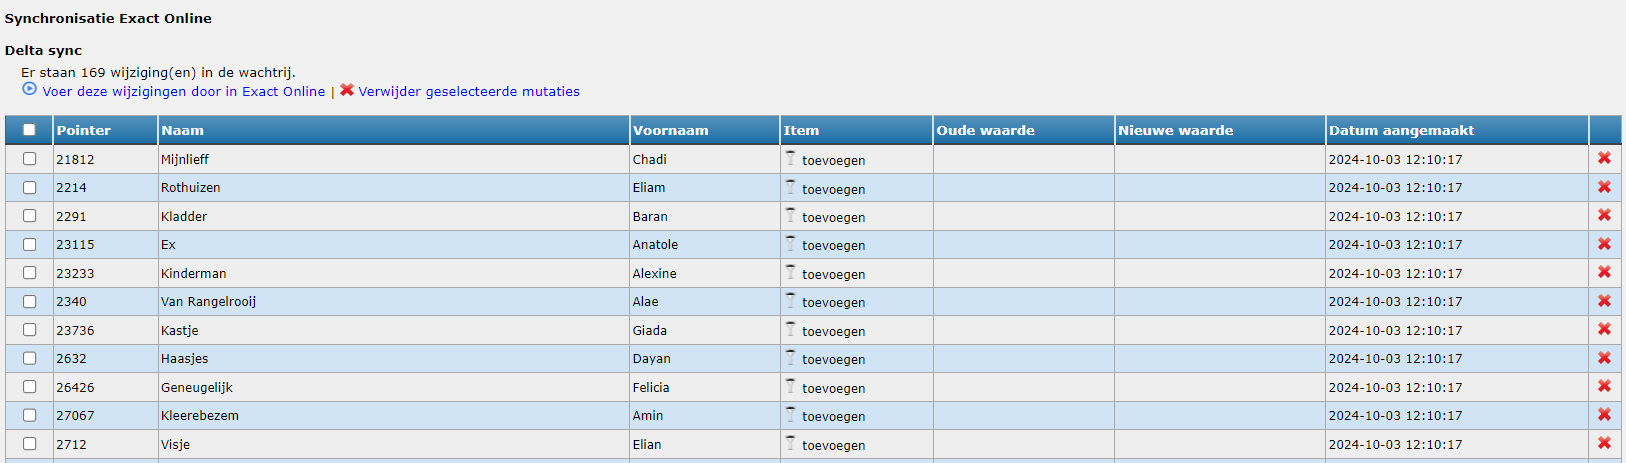 Synchronisatie Exact Online
Delta sync
Er staan 169 wijziging(en) in de wachtrij.
Voer deze wijzigingen door in Exact Online | Verwijder geselecteerde mutaties
Pointer Naam Voornaam Item Oude waarde Nieuwe waarde Datum aangemaakt
21812 Mijnlieff Chadi toevoegen 2024-10-03 12:10:17
2214 Rothuizen Eliam toevoegen 2024-10-03 12:10:17
2291 Kladder Baran toevoegen 2024-10-03 12:10:17
23115 Ex Anatole toevoegen 2024-10-03 12:10:17
23233 Kinderman Alexine toevoegen 2024-10-03 12:10:17
2340 Van Rangelrooij Alae toevoegen 2024-10-03 12:10:17
23736 Kastje Giada toevoegen 2024-10-03 12:10:17
2632 Haasjes Dayan toevoegen 2024-10-03 12:10:17
26426 Geneugelijk Felicia toevoegen 2024-10-03 12:10:17
27067 Kleerebezem Amin toevoegen 2024-10-03 12:10:17
2712 Visje Elian toevoegen 2024-10-03 12:10:17